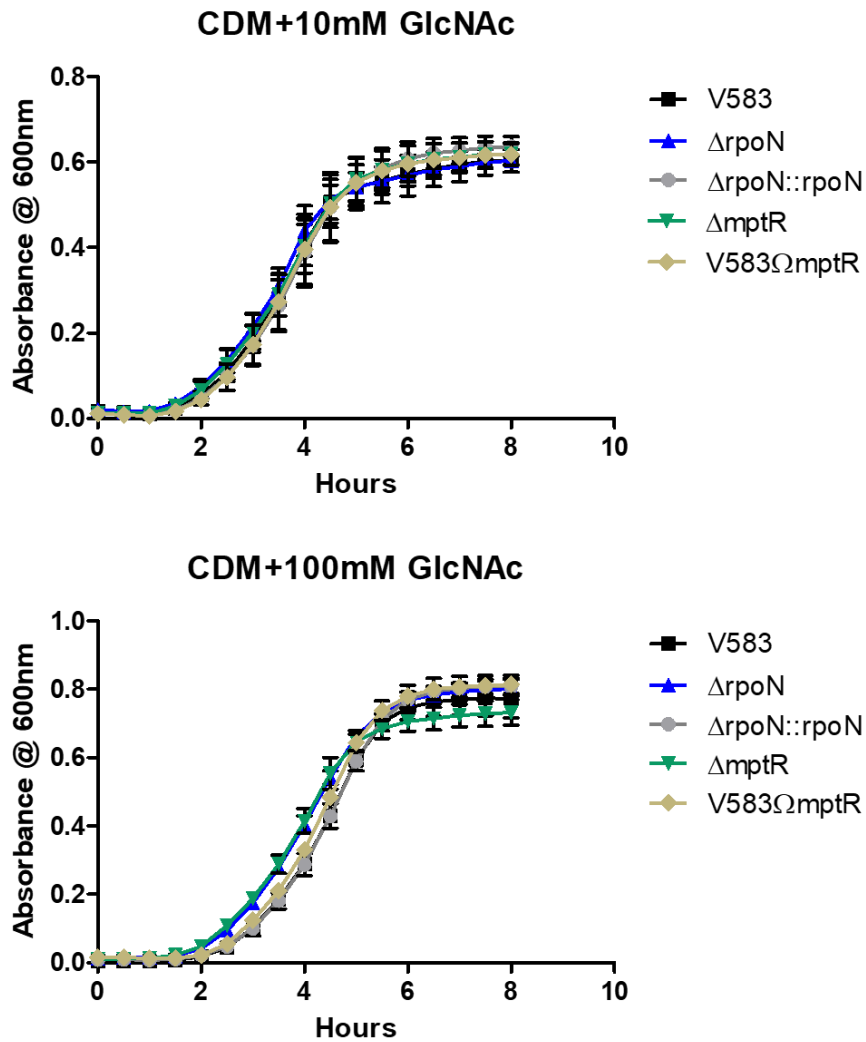 CDM+10mM GlcNAc
Absorbance @ 600nm
0.8
0.6
0.4
0.2
0.0
0 2 4 6 8 10
Hours
V583
ΔrpoN
ΔrpoN::rpoN
ΔmptR
V583ΩmptR
CDM+100mM GlcNAc
Absorbance @ 600nm
1.0
0.8
0.6
0.4
0.2
0.0
0 2 4 6 8 10
Hours
V583
ΔrpoN
ΔrpoN::rpoN
ΔmptR
V583ΩmptR